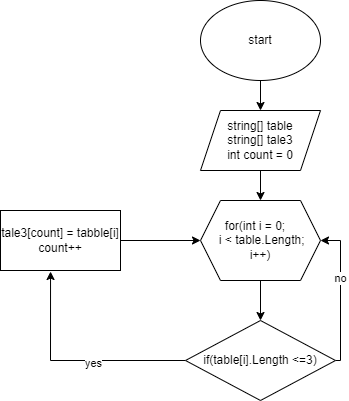 start
string[] table
string[] tale3
int count = 0
for(int i = 0;
i < table.Length;
i++)
tale3[count] = tabble[i]
count++
no
if(table[i].Length <=3)
yes